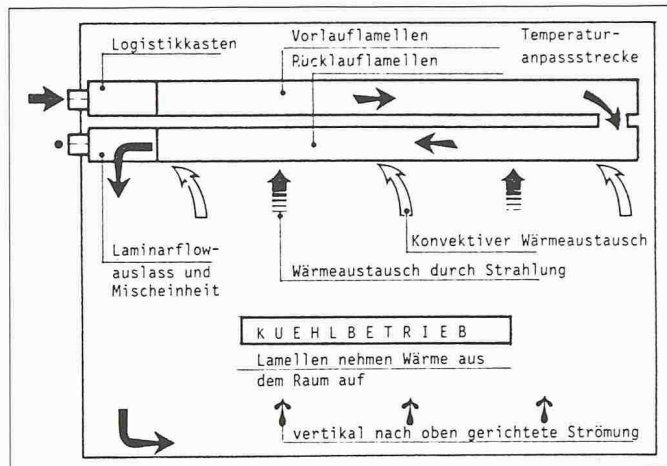 Logistikkasten
Vorlauflamellen
Rücklauflamellen
Temperatur-
anpassstrecke
Laminarflow-
auslass und
Mischeinheit
Konvektiver Wärmeaustausch
Wärmeaustausch durch Strahlung
KUEHLBETRIEB
Lamellen nehmen Wärme aus
dem Raum auf
vertikal nach oben gerichtete Strömung